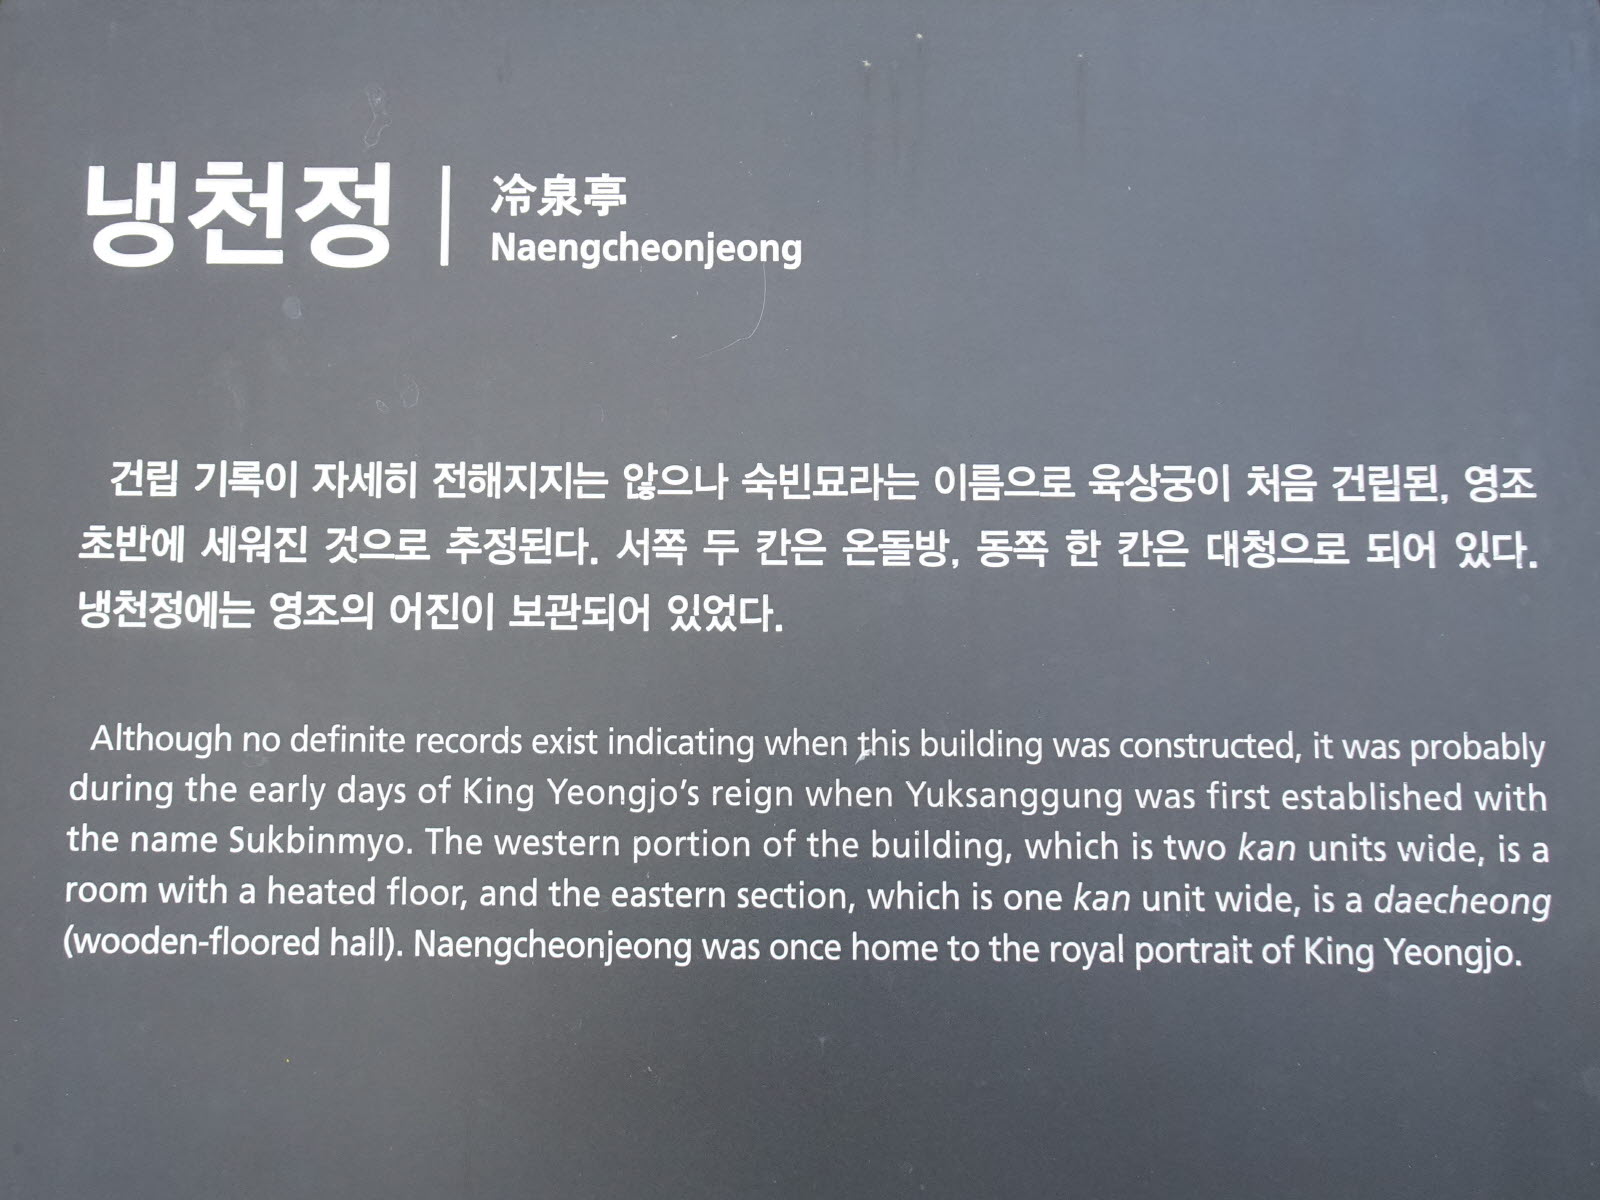 냉천정
冷泉亭
Naengcheonjeong
건립 기록이 자세히 전해지지는 않으나 숙빈묘라는 이름으로 육상궁이 처음 건립된, 영조
초반에 세워진 것으로 추정된다. 서쪽 두 칸은 온돌방, 동쪽 한 칸은 대청으로 되어 있다.
냉천정에는 영조의 어진이 보관되어 있었다.
Although no definite records exist indicating when this building was constructed, it was probably
during the early days of King Yeongjo's reign when Yuksanggung was first established with
the name Sukbinmyo. The western portion of the building, which is two kan units wide, is a
room with a heated floor, and the eastern section, which is one kan unit wide, is a daecheong
(wooden-floored hall). Naengcheonjeong was once home to the royal portrait of King Yeongjo.